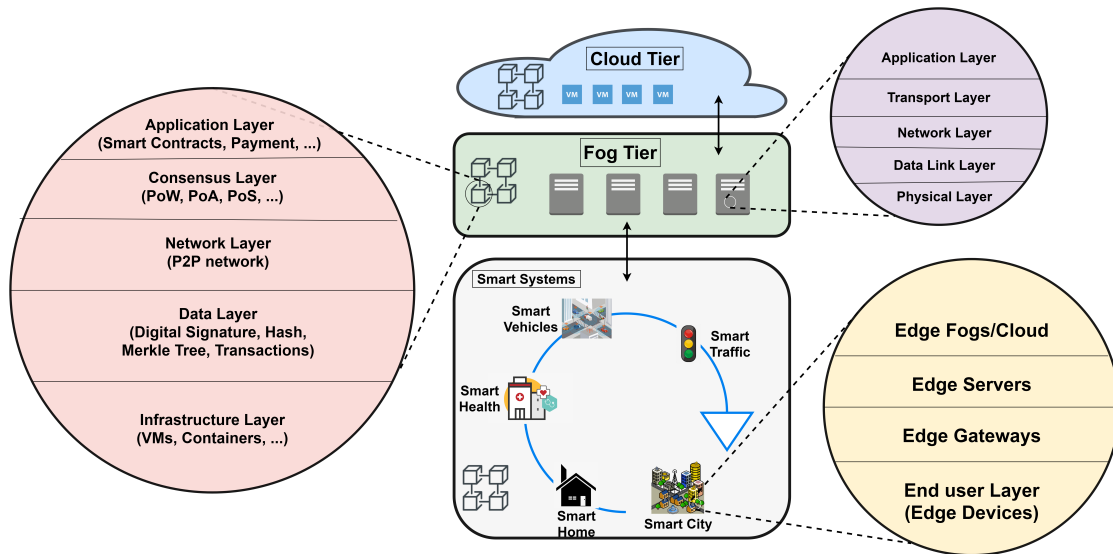 Cloud Tier
VM
VM
VM
VM
Fog Tier
Smart Systems
Smart
Vehicles
Smart
Traffic
Smart
Health
Smart
Home
Smart City
Application Layer
(Smart Contracts, Payment, ...)
Consensus Layer
(PoW, PoA, PoS, ...)
Network Layer
(P2P network)
Data Layer
(Digital Signature, Hash,
Merkle Tree, Transactions)
Infrastructure Layer
(VMs, Containers, ...)
Application Layer
Transport Layer
Network Layer
Data Link Layer
Physical Layer
Edge Fogs/Cloud
Edge Servers
Edge Gateways
End user Layer
(Edge Devices)